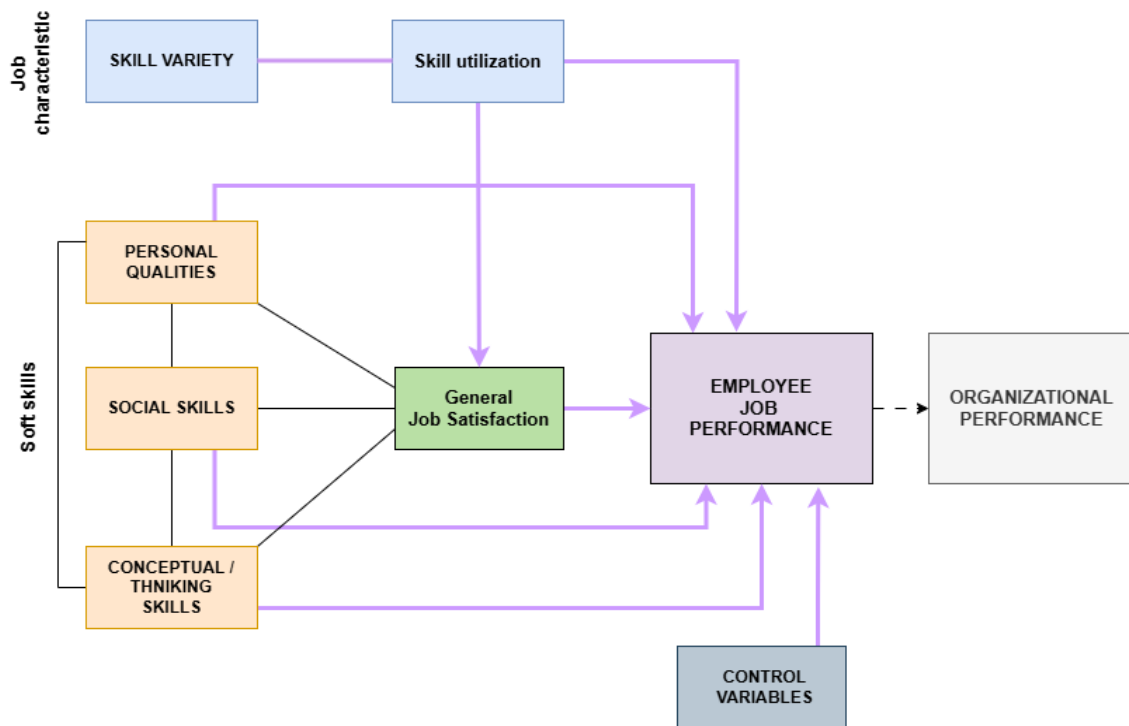 Job
characteristic
SKILL VARIETY
Skill utilization
Soft skills
PERSONAL
QUALITIES
SOCIAL SKILLS
General
Job Satisfaction
EMPLOYEE
JOB
PERFORMANCE
ORGANIZATIONAL
PERFORMANCE
CONCEPTUAL /
THNIKING
SKILLS
CONTROL
VARIABLES